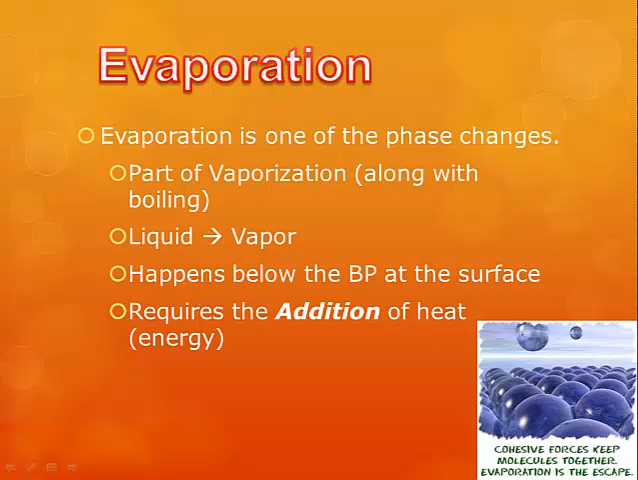 Evaporation
Evaporation is one of the phase changes.
Part of Vaporization (along with
boiling)
Liquid → Vapor
Happens below the BP at the surface
Requires the Addition of heat
(energy)
COHESIVE FORCES KEEP
MOLECULES TOGETHER.
EVAPORATION IS THE ESCAPE.